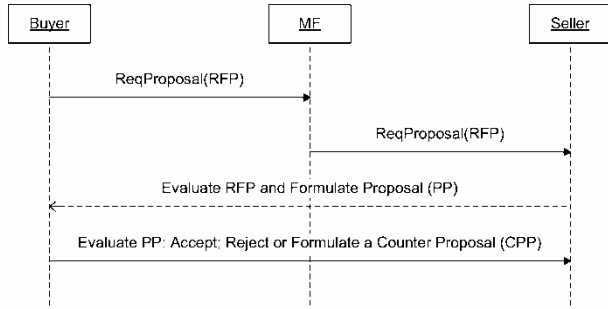 Buyer
MF
Seller
ReqProposal(RFP)
ReqProposal(RFP)
Evaluate RFP and Formulate Proposal (PP)
Evaluate PP: Accept; Reject or Formulate a Counter Proposal (CPP)